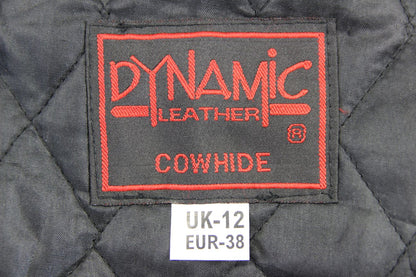 DYNAMiC
LEATHER
®
COWHIDE
UK-12
EUR-38